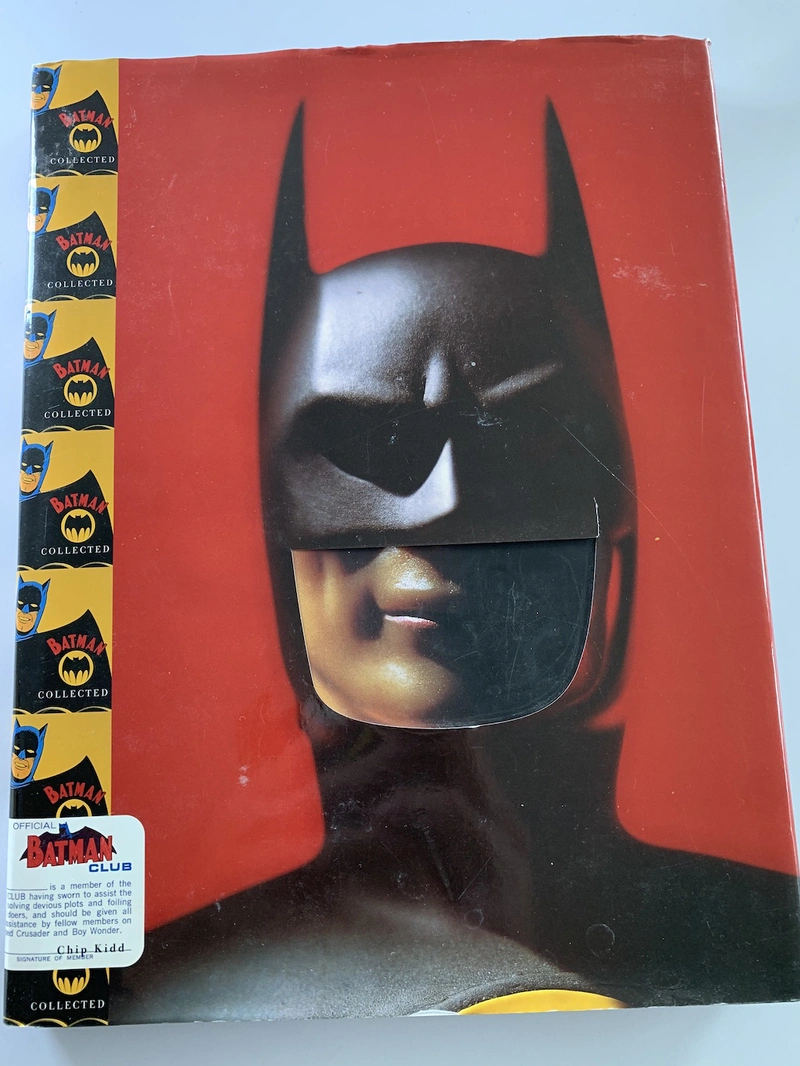 BATMAN
COLLECTED
BATMAN
COLLECTED
BATMAN
COLLECTED
BATMAN
COLLECTED
BATMAN
COLLECTED
BATMAN
OFFICIAL
BATMAN
CLUB
is a member of the
CLUB having sworn to assist the
olving devious plots and foiling
doers, and should be given all
sistance by fellow members on
ed Crusader and Boy Wonder.
Chip Kidd
SIGNATURE OF MEMBER
COLLECTED